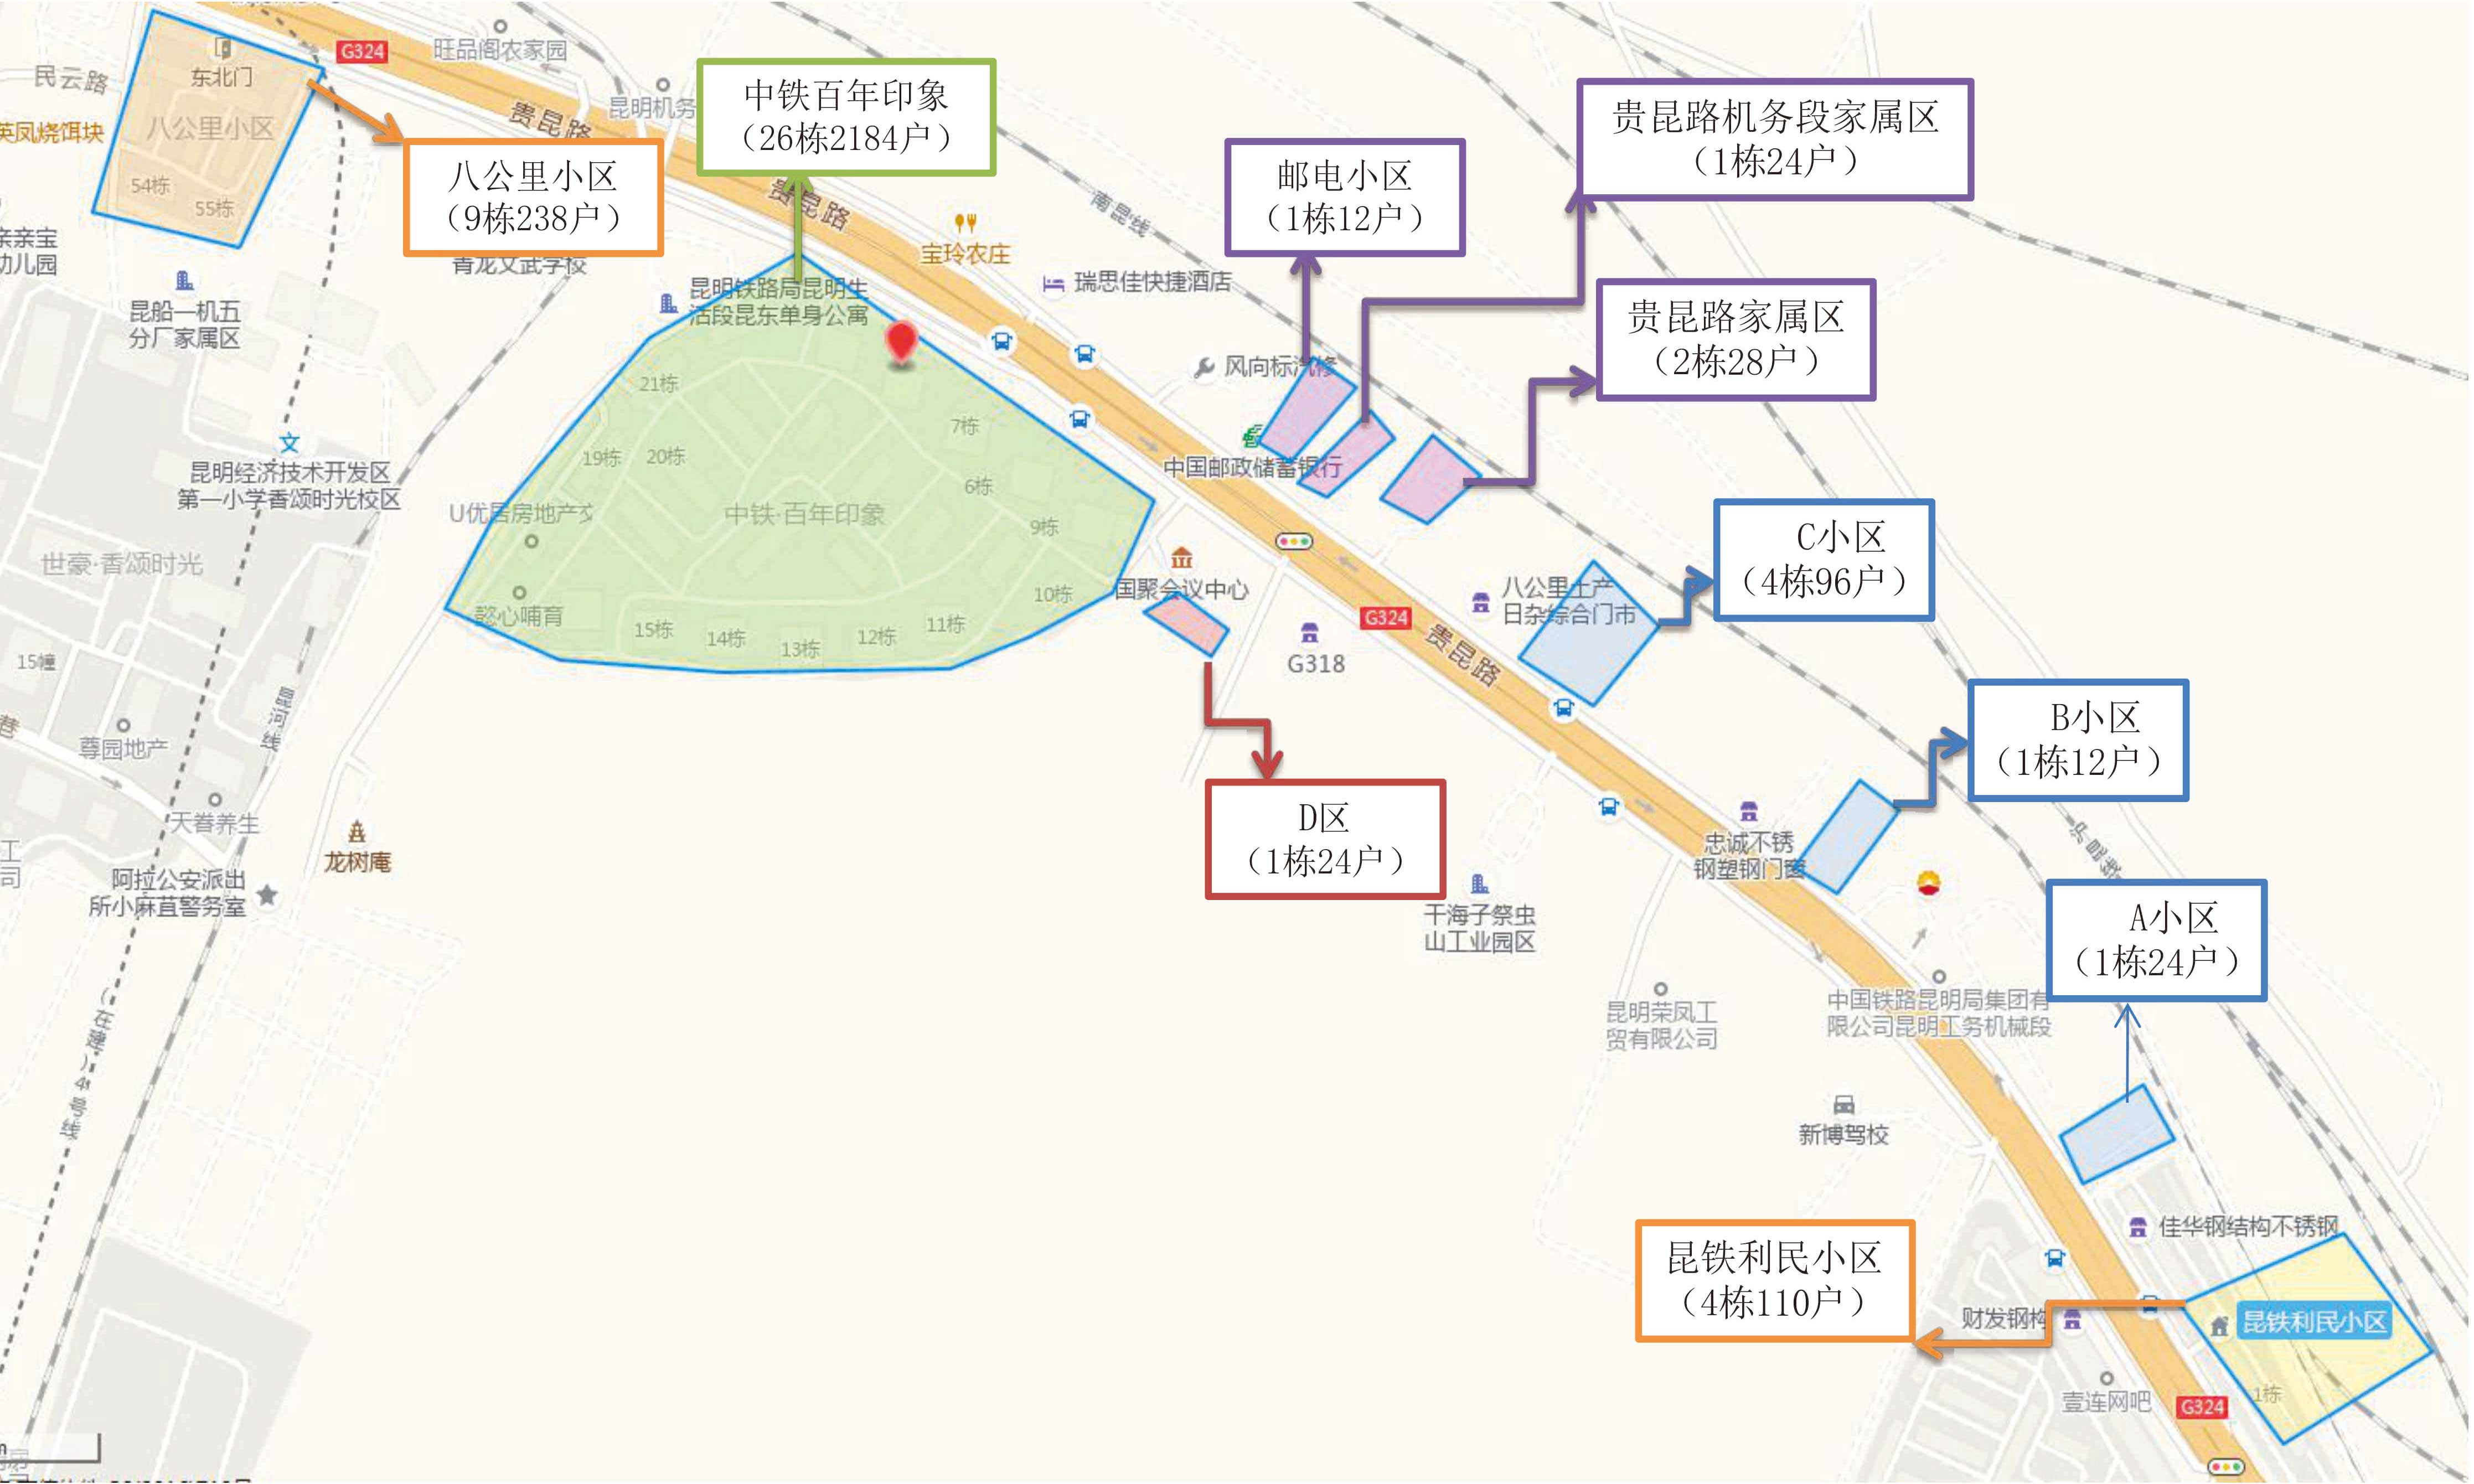 G324
旺品阁农家园
东北门
民云路
昆明机务
贵昆路
中铁百年印象
（26栋2184户）
贵昆路机务段家属区
（1栋24户）
英凤烧饵块
八公里小区
八公里小区
（9栋238户）
邮电小区
（1栋12户）
54栋
55栋
贵昆路
南昆线
宝玲农庄
亲亲宝
幼儿园
青龙文武学校
昆明铁路局昆明生
活段昆东单身公寓
瑞思佳快捷酒店
昆船一机五
分厂家属区
贵昆路家属区
（2栋28户）
风向标汽修
21栋
7栋
19栋
20栋
中国邮政储蓄银行
昆明经济技术开发区
第一小学香颂时光校区
6栋
U优居房地产交
中铁·百年印象
9栋
C小区
（4栋96户）
世豪·香颂时光
国聚会议中心
八公里土产
日杂综合门市
10栋
懿心哺育
G324
15栋
14栋
13栋
12栋
11栋
15幢
G318
贵昆路
昆河线
巷
尊园地产
B小区
（1栋12户）
天眷养生
D区
（1栋24户）
忠诚不锈
钢塑钢门窗
沪昆线
工
司
龙树庵
阿拉公安派出
所小麻苴警务室
干海子祭虫
山工业园区
A小区
（1栋24户）
昆明荣凤工
贸有限公司
中国铁路昆明局集团有
限公司昆明工务机械段
（在建）4号线
新博驾校
佳华钢结构不锈钢
昆铁利民小区
（4栋110户）
财发钢构
昆铁利民小区
壹连网吧
G324
1栋